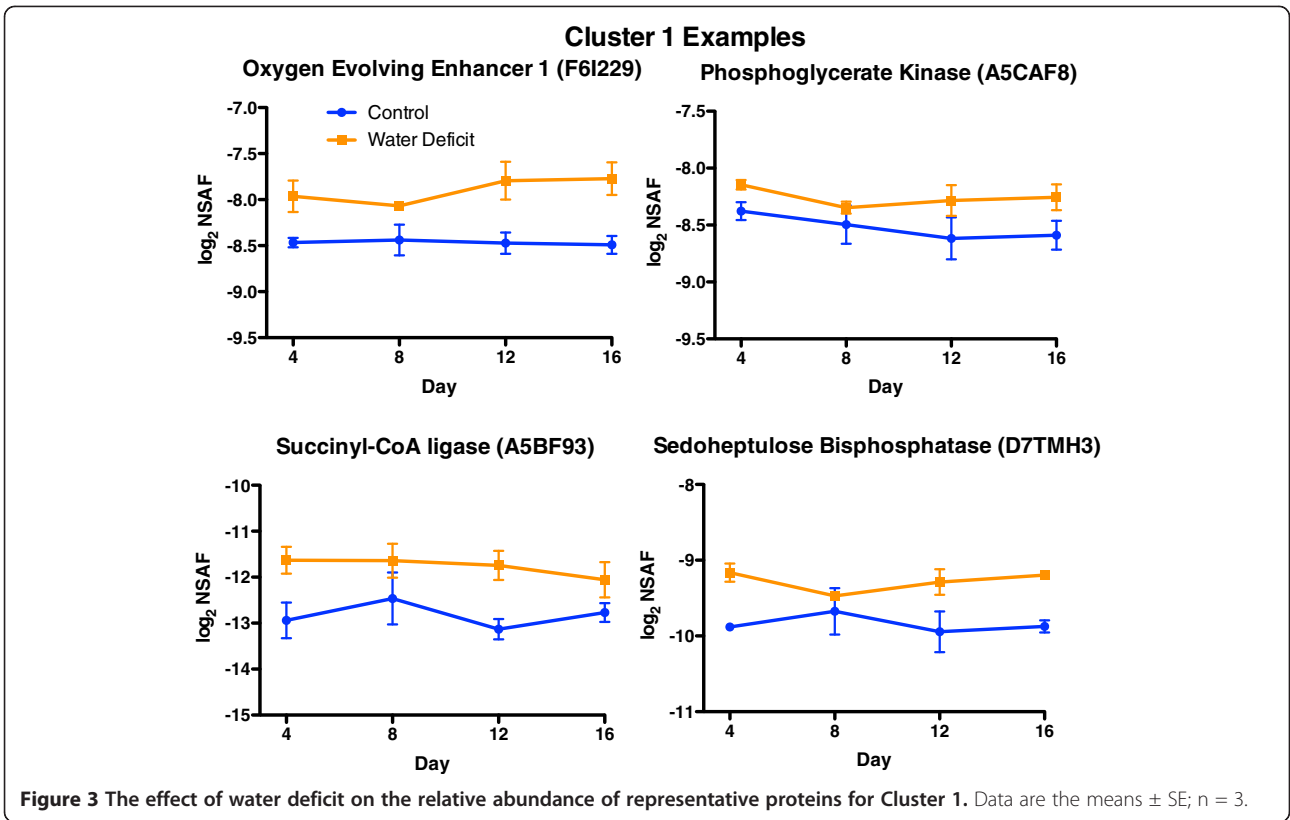 Cluster 1 Examples
Oxygen Evolving Enhancer 1 (F6I229)
Control
Water Deficit
-7.0
-7.5
-8.0
-8.5
-9.0
-9.5
log2 NSAF
4 8 12 16
Day
Phosphoglycerate Kinase (A5CAF8)
-7.5
-8.0
-8.5
-9.0
-9.5
log2 NSAF
4 8 12 16
Day
Succinyl-CoA ligase (A5BF93)
-10
-11
-12
-13
-14
-15
log2 NSAF
4 8 12 16
Day
Sedoheptulose Bisphosphatase (D7TMH3)
-8
-9
-10
-11
log2 NSAF
4 8 12 16
Day
Figure 3 The effect of water deficit on the relative abundance of representative proteins for Cluster 1. Data are the means ± SE; n = 3.